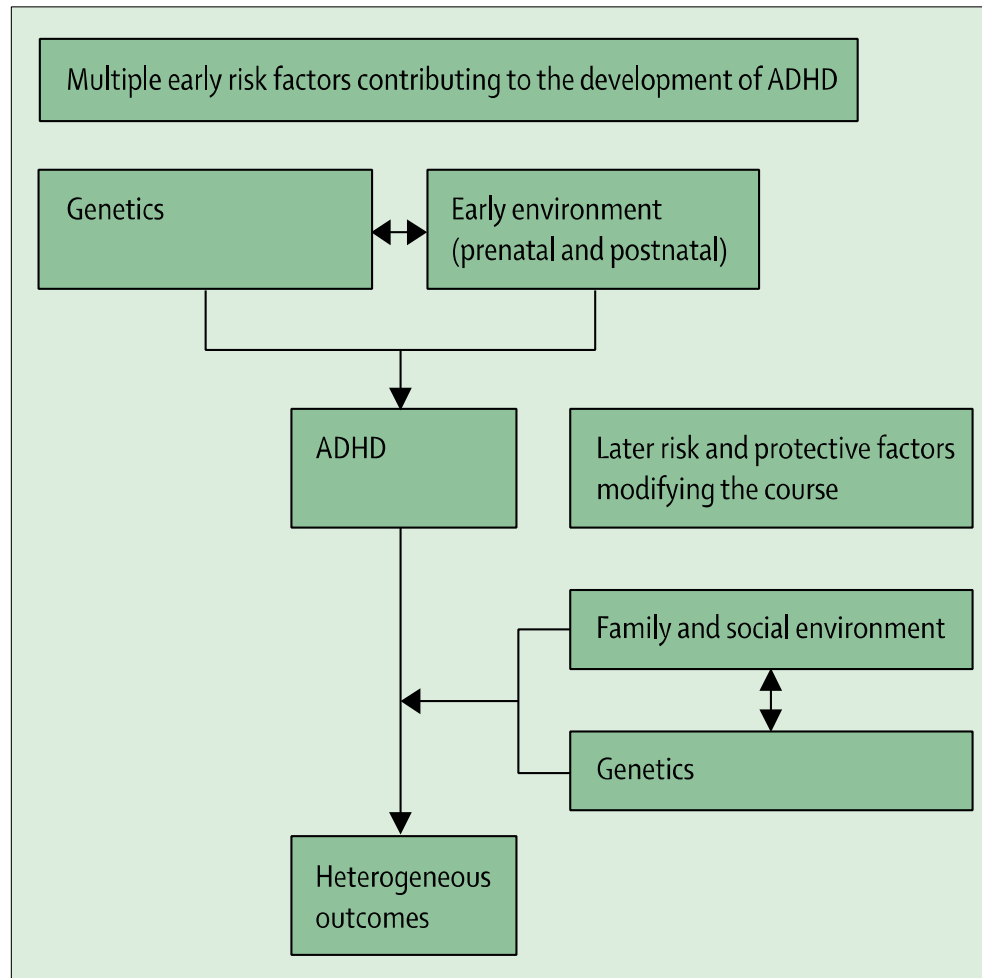 Multiple early risk factors contributing to the development of ADHD
Genetics
Early environment
(prenatal and postnatal)
ADHD
Later risk and protective factors
modifying the course
Family and social environment
Genetics
Heterogeneous
outcomes